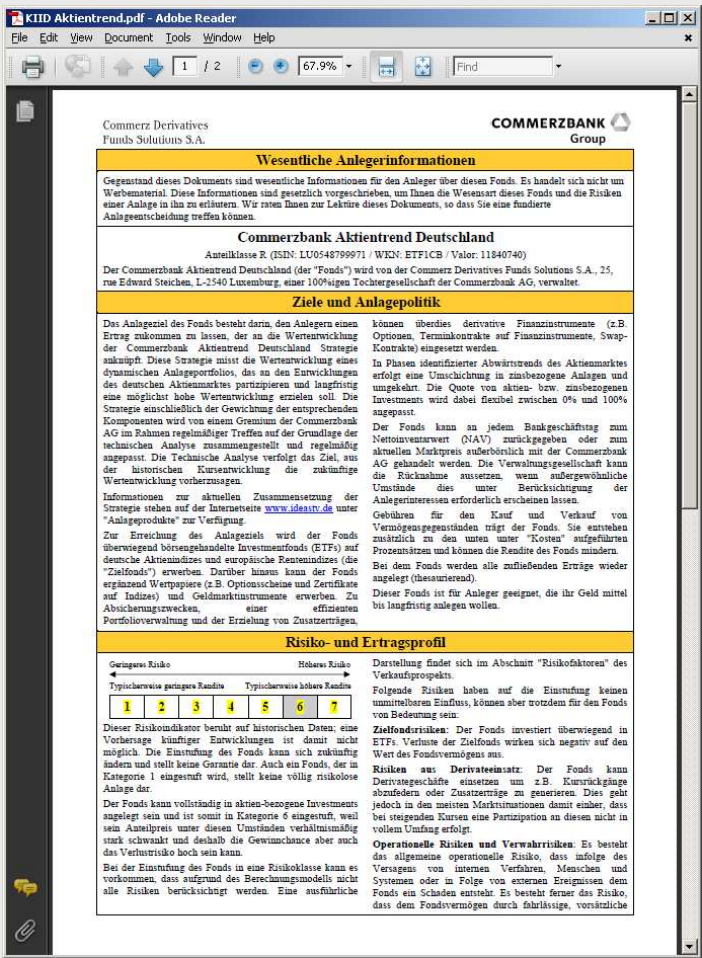 KIID Aktientrend.pdf - Adobe Reader
File Edit View Document Tools Window Help
1 / 2 67.9% Find
Commerz Derivatives
Funds Solutions S.A.
COMMERZBANK
Group
Wesentliche Anlegerinformationen
Gegenstand dieses Dokuments sind wesentliche Informationen für den Anleger über diesen Fonds. Es handelt sich nicht um
Werbematerial. Diese Informationen sind gesetzlich vorgeschrieben, um Ihnen die Wesensart dieses Fonds und die Risiken
einer Anlage in ihn zu erläutern. Wir raten Ihnen zur Lektüre dieses Dokuments, so dass Sie eine fundierte
Anlageentscheidung treffen können.
Commerzbank Aktientrend Deutschland
Anteilklasse R (ISIN: LU0548799971 / WKN: ETF1CB / Valor: 11840740)
Der Commerzbank Aktientrend Deutschland (der "Fonds") wird von der Commerz Derivatives Funds Solutions S.A., 25,
rue Edward Steichen, L-2540 Luxemburg, einer 100%igen Tochtergesellschaft der Commerzbank AG, verwaltet.
Ziele und Anlagepolitik
Das Anlageziel des Fonds besteht darin, den Anlegern einen
Ertrag zukommen zu lassen, der an die Wertentwicklung
der Commerzbank Aktientrend Deutschland Strategie
anknüpft. Diese Strategie misst die Wertentwicklung eines
dynamischen Anlageportfolios, das an den Entwicklungen
des deutschen Aktienmarktes partizipieren und langfristig
eine möglichst hohe Wertentwicklung erzielen soll. Die
Strategie einschließlich der Gewichtung der entsprechenden
Komponenten wird von einem Gremium der Commerzbank
AG im Rahmen regelmäßiger Treffen auf der Grundlage der
technischen Analyse zusammengestellt und regelmäßig
angepasst. Die Technische Analyse verfolgt das Ziel, aus
der historischen Kursentwicklung die zukünftige
Wertentwicklung vorherzusagen.
Informationen zur aktuellen Zusammensetzung der
Strategie stehen auf der Internetseite www.ideastv.de unter
"Anlageprodukte" zur Verfügung.
Zur Erreichung des Anlageziels wird der Fonds
überwiegend börsengehandelte Investmentfonds (ETFs) auf
deutsche Aktienindizes und europäische Rentenindizes (die
"Zielfonds") erwerben. Darüber hinaus kann der Fonds
ergänzend Wertpapiere (z.B. Optionsscheine und Zertifikate
auf Indizes) und Geldmarktinstrumente erwerben. Zu
Absicherungszwecken, einer effizienten
Portfolioverwaltung und der Erzielung von Zusatzerträgen,
können überdies derivative Finanzinstrumente (z.B.
Optionen, Terminkontrakte auf Finanzinstrumente, Swap-
Kontrakte) eingesetzt werden.
In Phasen identifizierter Abwärtstrends des Aktienmarktes
erfolgt eine Umschichtung in zinsbezogene Anlagen und
umgekehrt. Die Quote von aktien- bzw. zinsbezogenen
Investments wird dabei flexibel zwischen 0% und 100%
angepasst.
Der Fonds kann an jedem Bankgeschäftstag zum
Nettoinventarwert (NAV) zurückgegeben oder zum
aktuellen Marktpreis außerbörslich mit der Commerzbank
AG gehandelt werden. Die Verwaltungsgesellschaft kann
die Rücknahme aussetzen, wenn außergewöhnliche
Umstände dies unter Berücksichtigung der
Anlegerinteressen erforderlich erscheinen lassen.
Gebühren für den Kauf und Verkauf von
Vermögensgegenständen trägt der Fonds. Sie entstehen
zusätzlich zu den unten unter "Kosten" aufgeführten
Prozentsätzen und können die Rendite des Fonds mindern.
Bei dem Fonds werden alle zufließenden Erträge wieder
angelegt (thesaurierend).
Dieser Fonds ist für Anleger geeignet, die ihr Geld mittel
bis langfristig anlegen wollen.
Risiko- und Ertragsprofil
Geringeres Risiko Höheres Risiko
Typischerweise geringere Rendite Typischerweise höhere Rendite
1 2 3 4 5 6 7
Dieser Risikoindikator beruht auf historischen Daten; eine
Vorhersage künftiger Entwicklungen ist damit nicht
möglich. Die Einstufung des Fonds kann sich zukünftig
ändern und stellt keine Garantie dar. Auch ein Fonds, der in
Kategorie 1 eingestuft wird, stellt keine völlig risikolose
Anlage dar.
Der Fonds kann vollständig in aktien-bezogene Investments
angelegt sein und ist somit in Kategorie 6 eingestuft, weil
sein Anteilpreis unter diesen Umständen verhältnismäßig
stark schwankt und deshalb die Gewinnchance aber auch
das Verlustrisiko hoch sein kann.
Bei der Einstufung des Fonds in eine Risikoklasse kann es
vorkommen, dass aufgrund des Berechnungsmodells nicht
alle Risiken berücksichtigt werden. Eine ausführliche
Darstellung findet sich im Abschnitt "Risikofaktoren" des
Verkaufsprospekts.
Folgende Risiken haben auf die Einstufung keinen
unmittelbaren Einfluss, können aber trotzdem für den Fonds
von Bedeutung sein:
Zielfondsrisiken: Der Fonds investiert überwiegend in
ETFs. Verluste der Zielfonds wirken sich negativ auf den
Wert des Fondsvermögens aus.
Risiken aus Derivateeinsatz: Der Fonds kann
Derivategeschäfte einsetzen um z.B. Kursrückgänge
abzufedern oder Zusatzerträge zu generieren. Dies geht
jedoch in den meisten Marktsituationen damit einher, dass
bei steigenden Kursen eine Partizipation an diesen nicht in
vollem Umfang erfolgt.
Operationelle Risiken und Verwahrrisiken: Es besteht
das allgemeine operationelle Risiko, dass infolge des
Versagens von internen Verfahren, Menschen und
Systemen oder in Folge von externen Ereignissen dem
Fonds ein Schaden entsteht. Es besteht ferner das Risiko,
dass dem Fondsvermögen durch fahrlässige, vorsätzliche